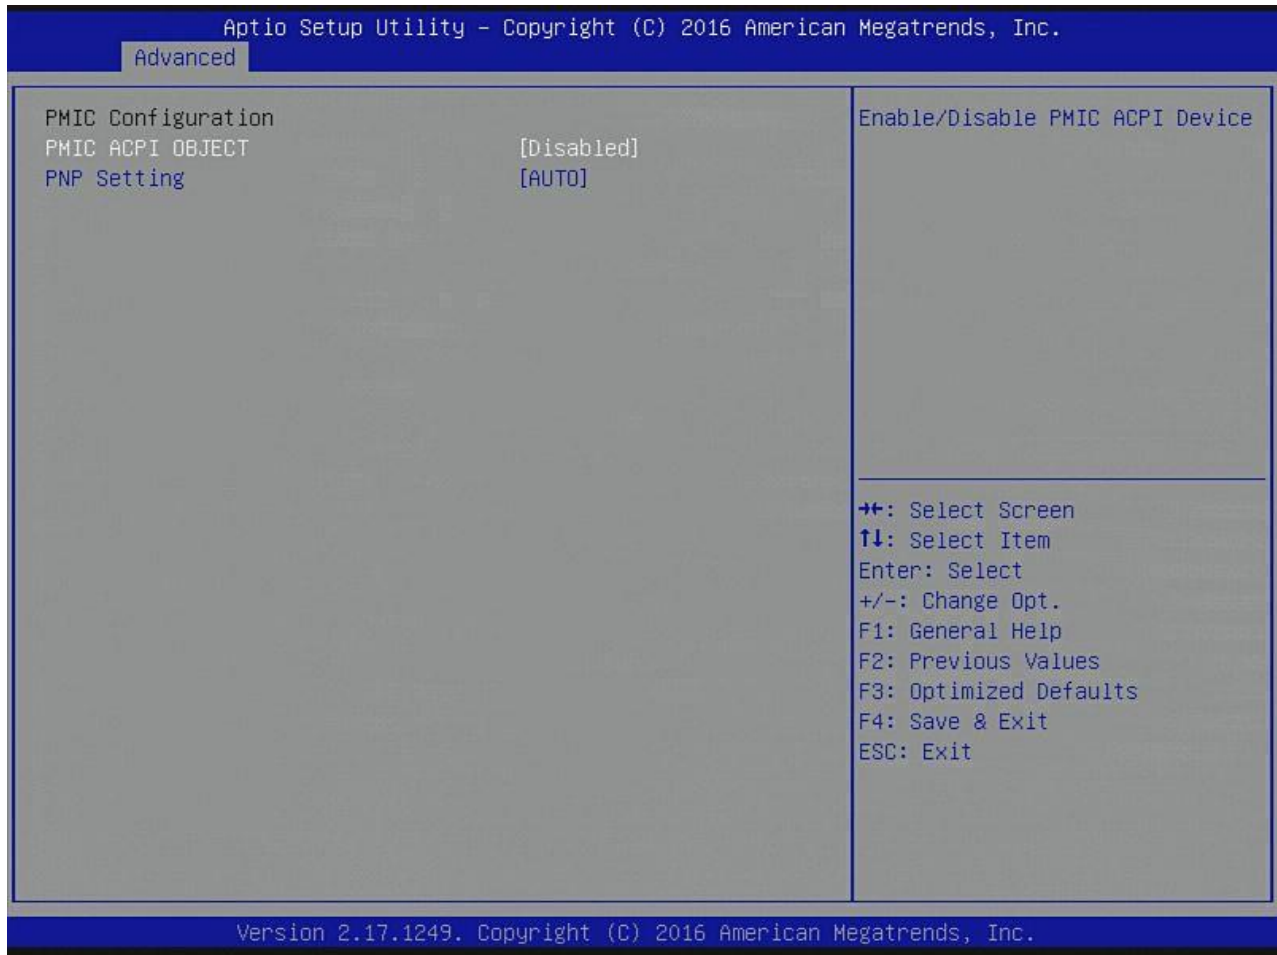 Aptio Setup Utility – Copyright (C) 2016 American Megatrends, Inc.
Advanced
PMIC Configuration
PMIC ACPI OBJECT [Disabled]
PNP Setting [AUTO]
Enable/Disable PMIC ACPI Device
→←: Select Screen
↑↓: Select Item
Enter: Select
+/-: Change Opt.
F1: General Help
F2: Previous Values
F3: Optimized Defaults
F4: Save & Exit
ESC: Exit
Version 2.17.1249. Copyright (C) 2016 American Megatrends, Inc.